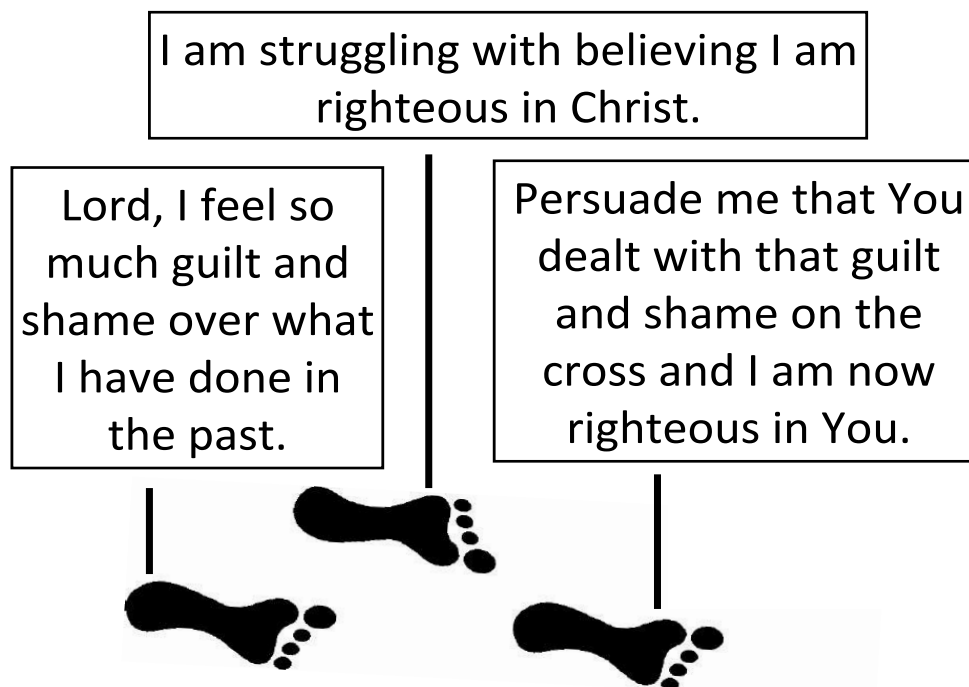 Lord, I feel so
much guilt and
shame over what
I have done in
the past.
I am struggling with believing I am
righteous in Christ.
Persuade me that You
dealt with that guilt
and shame on the
cross and I am now
righteous in You.